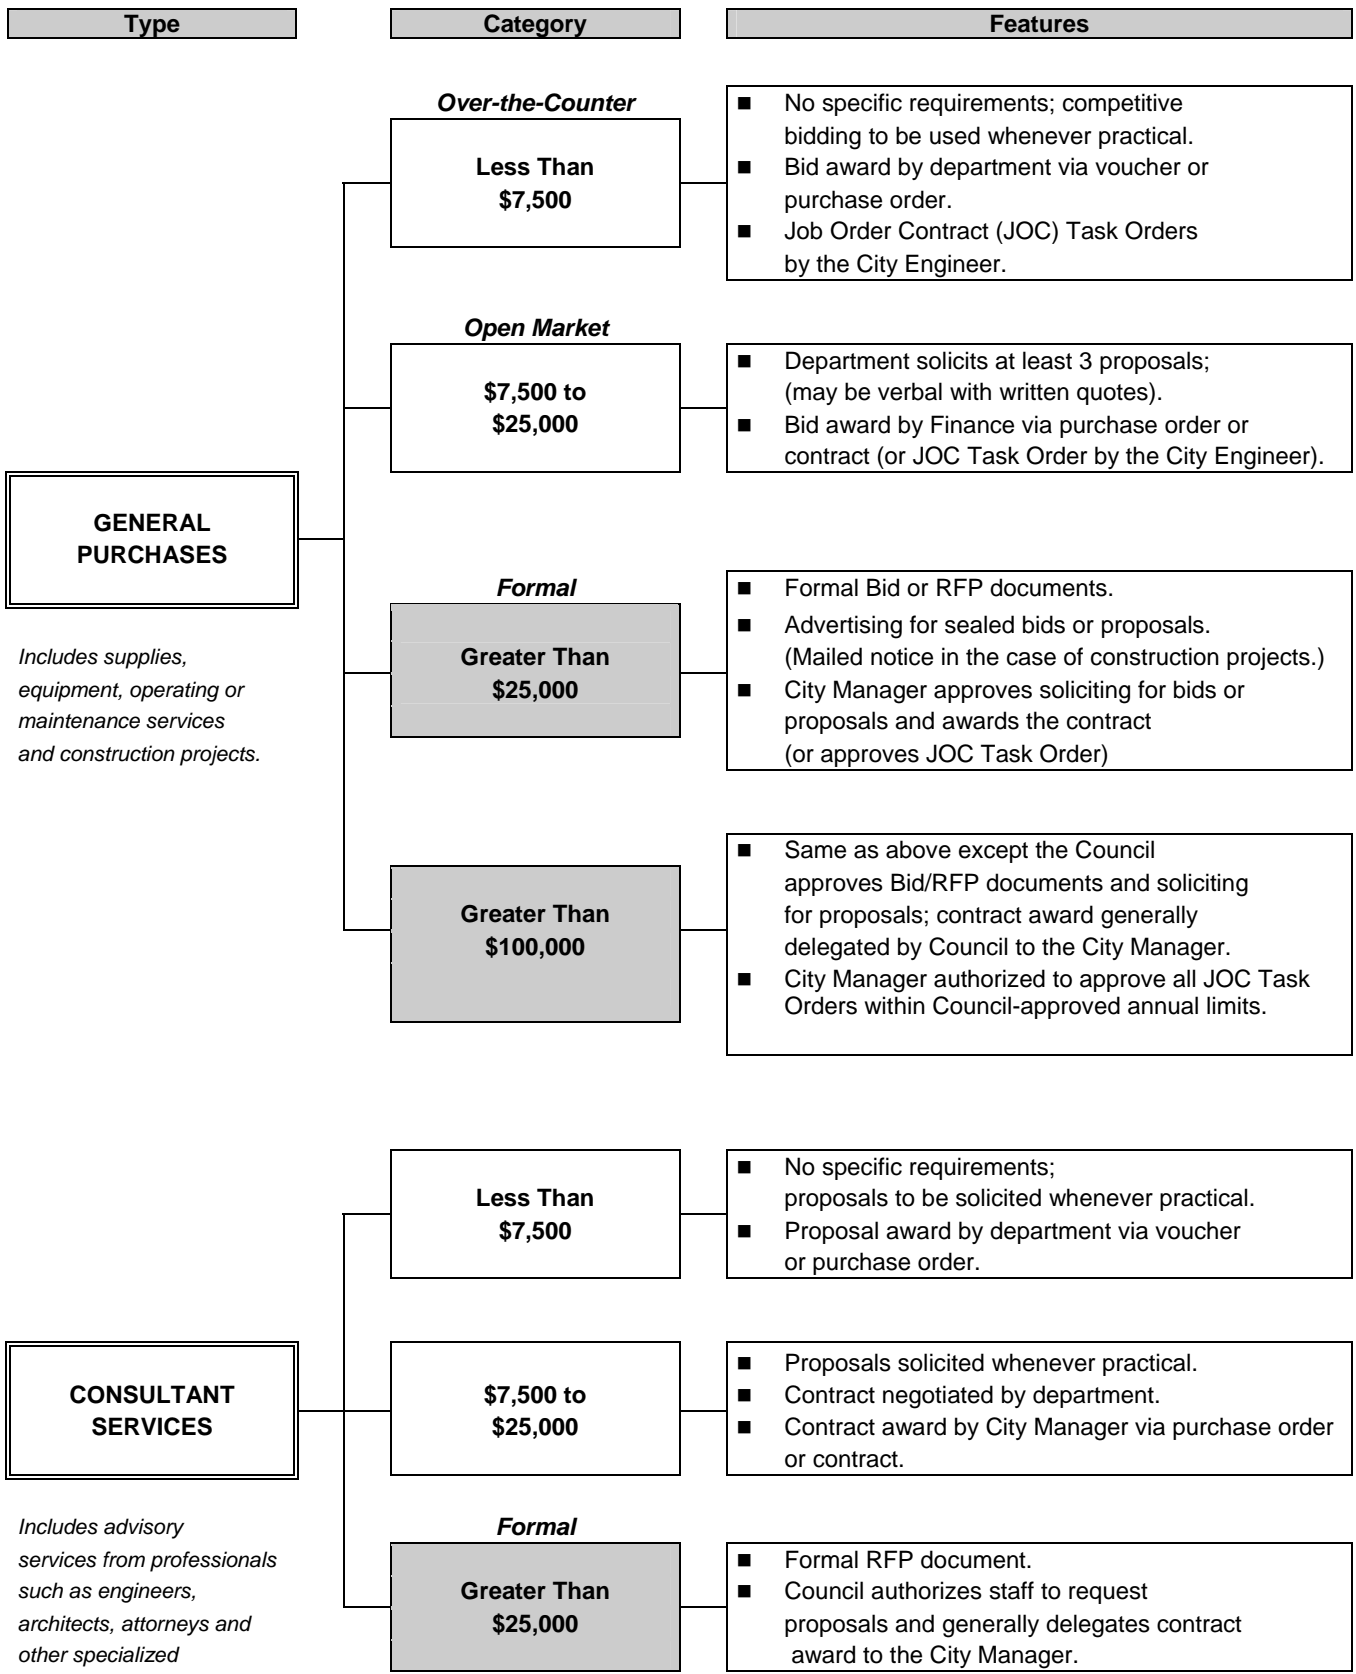 Type
Category
Features
Over-the-Counter
Less Than
$7,500
■ No specific requirements; competitive
bidding to be used whenever practical.
■ Bid award by department via voucher or
purchase order.
■ Job Order Contract (JOC) Task Orders
by the City Engineer.
Open Market
$7,500 to
$25,000
■ Department solicits at least 3 proposals;
(may be verbal with written quotes).
■ Bid award by Finance via purchase order or
contract (or JOC Task Order by the City Engineer).
GENERAL
PURCHASES
Includes supplies,
equipment, operating or
maintenance services
and construction projects.
Formal
Greater Than
$25,000
■ Formal Bid or RFP documents.
■ Advertising for sealed bids or proposals.
(Mailed notice in the case of construction projects.)
■ City Manager approves soliciting for bids or
proposals and awards the contract
(or approves JOC Task Order)
Greater Than
$100,000
■ Same as above except the Council
approves Bid/RFP documents and soliciting
for proposals; contract award generally
delegated by Council to the City Manager.
■ City Manager authorized to approve all JOC Task
Orders within Council-approved annual limits.
Less Than
$7,500
■ No specific requirements;
proposals to be solicited whenever practical.
■ Proposal award by department via voucher
or purchase order.
CONSULTANT
SERVICES
Includes advisory
services from professionals
such as engineers,
architects, attorneys and
other specialized
$7,500 to
$25,000
■ Proposals solicited whenever practical.
■ Contract negotiated by department.
■ Contract award by City Manager via purchase order
or contract.
Formal
Greater Than
$25,000
■ Formal RFP document.
■ Council authorizes staff to request
proposals and generally delegates contract
award to the City Manager.